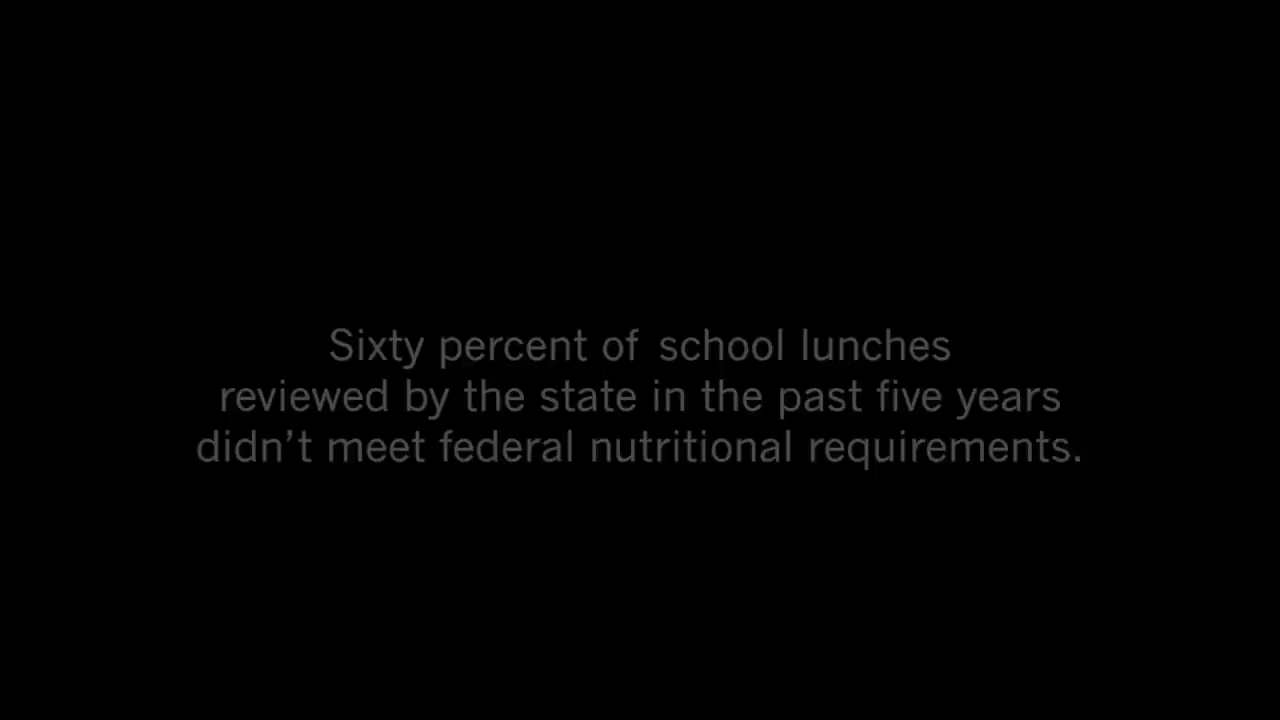 Sixty percent of school lunches
reviewed by the state in the past five years
didn’t meet federal nutritional requirements.